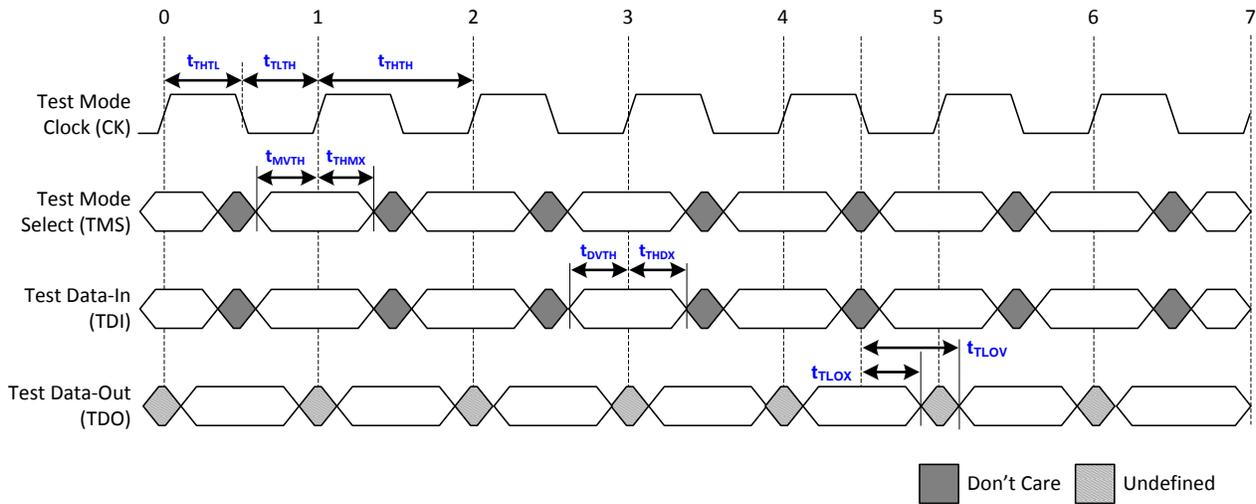 0 1 2 3 4 5 6 7
tTHTL tTLTH tTHTH
Test Mode
Clock (CK)
tMVTH tTHMX
Test Mode
Select (TMS)
tDVTH tTHDX
Test Data-In
(TDI)
tTLOV
tTLOX
Test Data-Out
(TDO)
Don't Care Undefined